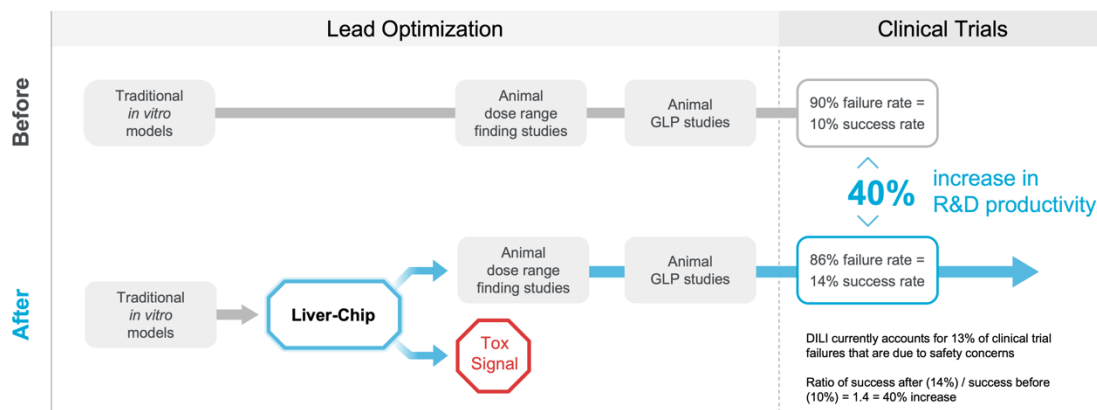 Lead Optimization
Clinical Trials
Before
Traditional
in vitro
models
Animal
dose range
finding studies
Animal
GLP studies
90% failure rate =
10% success rate
40%
increase in
R&D productivity
After
Traditional
in vitro
models
Liver-Chip
Animal
dose range
finding studies
Animal
GLP studies
86% failure rate =
14% success rate
Tox
Signal
DILI currently accounts for 13% of clinical trial
failures that are due to safety concerns
Ratio of success after (14%) / success before
(10%) = 1.4 = 40% increase